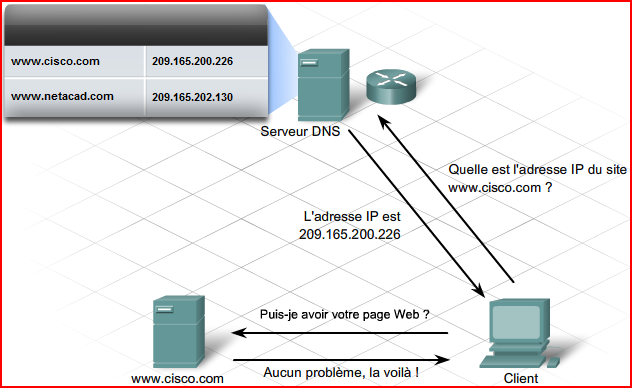 www.cisco.com 209.165.200.226
www.netacad.com 209.165.202.130
Serveur DNS
Quelle est l'adresse IP du site
www.cisco.com ?
L'adresse IP est
209.165.200.226
Puis-je avoir votre page Web ?
Aucun problème, la voilà !
www.cisco.com
Client